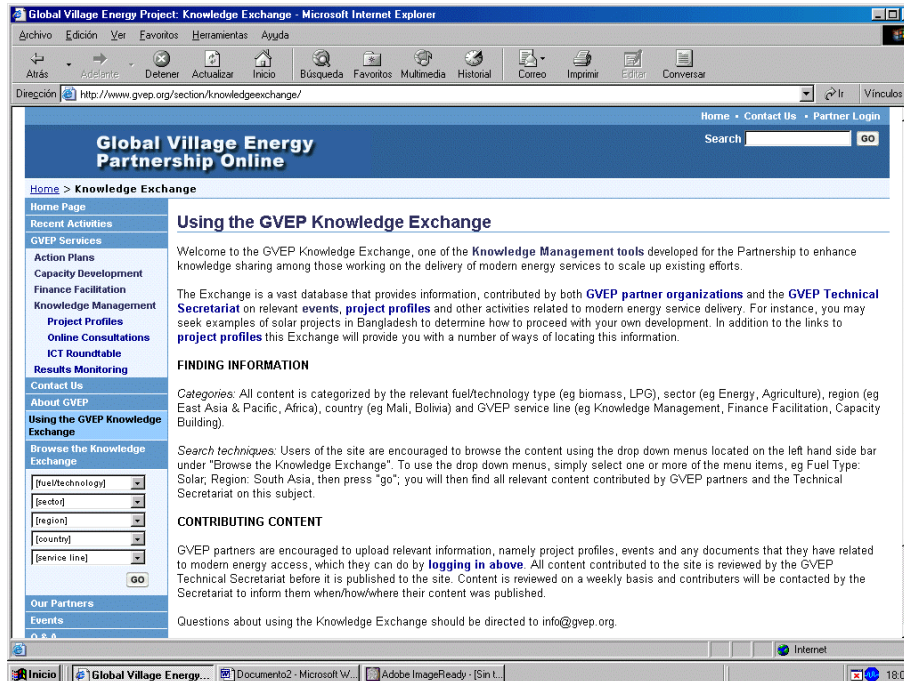 Global Village Energy Project: Knowledge Exchange - Microsoft Internet Explorer
Archivo Edición Ver Favoritos Herramientas Ayuda
Atrás Adelante Detener Actualizar Inicio Búsqueda Favoritos Multimedia Historial Correo Imprimir Editar Conversar
Dirección http://www.gvep.org/section/knowledgeexchange/ Ir Vínculos
Home • Contact Us • Partner Login
Global Village Energy
Partnership Online
Search GO
Home > Knowledge Exchange
Home Page
Recent Activities
GVEP Services
Action Plans
Capacity Development
Finance Facilitation
Knowledge Management
Project Profiles
Online Consultations
ICT Roundtable
Results Monitoring
Contact Us
About GVEP
Using the GVEP Knowledge
Exchange
Browse the Knowledge
Exchange
[fuel/technology]
[sector]
[region]
[country]
[service line]
GO
Our Partners
Events
Q & A
Using the GVEP Knowledge Exchange
Welcome to the GVEP Knowledge Exchange, one of the Knowledge Management tools developed for the Partnership to enhance
knowledge sharing among those working on the delivery of modern energy services to scale up existing efforts.
The Exchange is a vast database that provides information, contributed by both GVEP partner organizations and the GVEP Technical
Secretariat on relevant events, project profiles and other activities related to modern energy service delivery. For instance, you may
seek examples of solar projects in Bangladesh to determine how to proceed with your own development. In addition to the links to
project profiles this Exchange will provide you with a number of ways of locating this information.
FINDING INFORMATION
Categories: All content is categorized by the relevant fuel/technology type (eg biomass, LPG), sector (eg Energy, Agriculture), region (eg
East Asia & Pacific, Africa), country (eg Mali, Bolivia) and GVEP service line (eg Knowledge Management, Finance Facilitation, Capacity
Building).
Search techniques: Users of the site are encouraged to browse the content using the drop down menus located on the left hand side bar
under "Browse the Knowledge Exchange". To use the drop down menus, simply select one or more of the menu items, eg Fuel Type:
Solar; Region: South Asia, then press "go"; you will then find all relevant content contributed by GVEP partners and the Technical
Secretariat on this subject.
CONTRIBUTING CONTENT
GVEP partners are encouraged to upload relevant information, namely project profiles, events and any documents that they have related
to modern energy access, which they can do by logging in above. All content contributed to the site is reviewed by the GVEP
Technical Secretariat before it is published to the site. Content is reviewed on a weekly basis and contributers will be contacted by the
Secretariat to inform them when/how/where their content was published.
Questions about using the Knowledge Exchange should be directed to info@gvep.org.
Internet
Inicio Global Village Energy... Documento2 - Microsoft W... Adobe ImageReady - [Sin t...